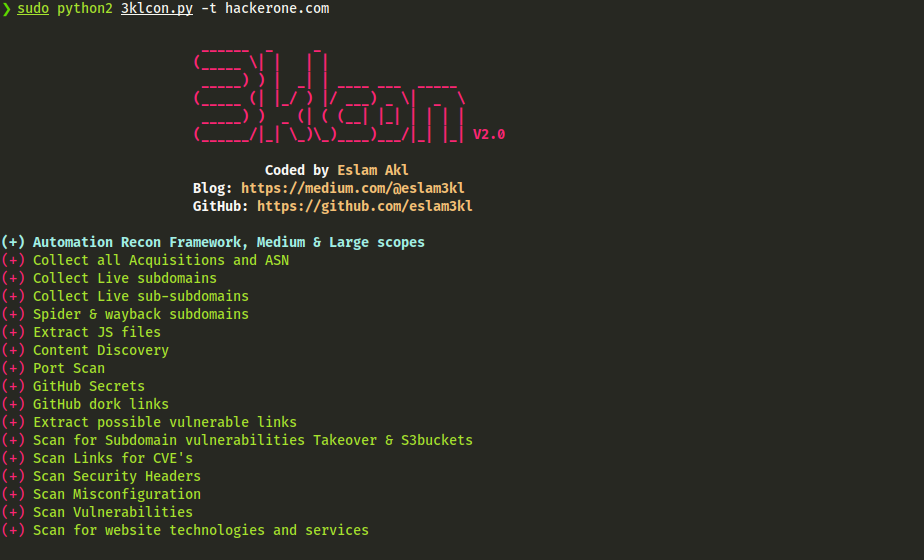 ❯ sudo python2 3klcon.py -t hackerone.com
3klcon V2.0
Coded by Eslam Akl
Blog: https://medium.com/@eslam3kl
GitHub: https://github.com/eslam3kl
(+) Automation Recon Framework, Medium & Large scopes
(+) Collect all Acquisitions and ASN
(+) Collect Live subdomains
(+) Collect Live sub-subdomains
(+) Spider & wayback subdomains
(+) Extract JS files
(+) Content Discovery
(+) Port Scan
(+) GitHub Secrets
(+) GitHub dork links
(+) Extract possible vulnerable links
(+) Scan for Subdomain vulnerabilities Takeover & S3buckets
(+) Scan Links for CVE's
(+) Scan Security Headers
(+) Scan Misconfiguration
(+) Scan Vulnerabilities
(+) Scan for website technologies and services